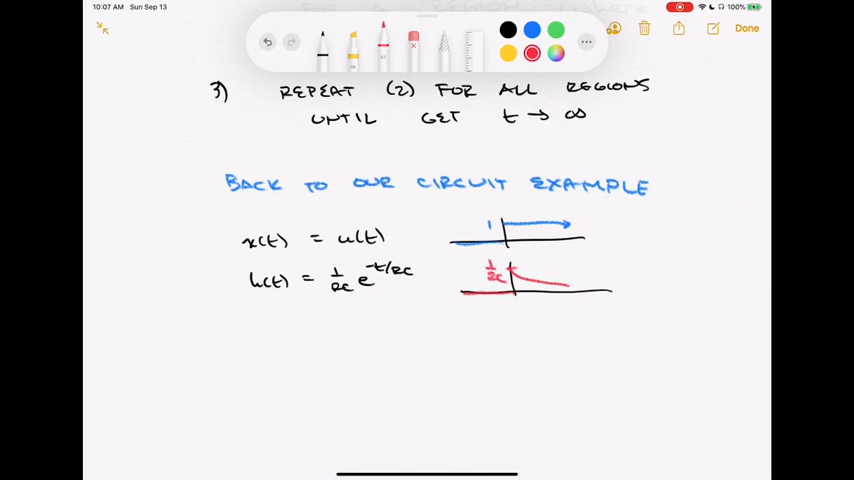 10:07 AM Sun Sep 13
100%
Done
3) REPEAT (2) FOR ALL REGIONS
UNTIL GET t → ∞
BACK TO OUR CIRCUIT EXAMPLE
x(t) = u(t)
1
h(t) = 1/RC e^-t/RC
1/RC